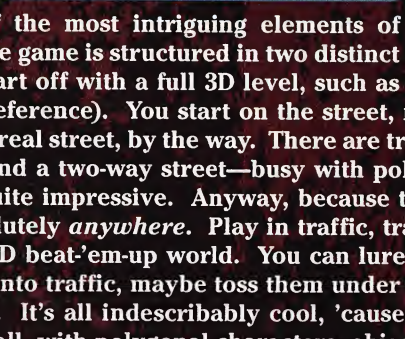 the most intriguing elements of
game is structured in two distinct
art off with a full 3D level, such as
eference). You start on the street,
real street, by the way. There are tr
nd a two-way street—busy with pol
uite impressive. Anyway, because t
lutely anywhere. Play in traffic, tra
D beat-'em-up world. You can lure
nto traffic, maybe toss them under
It's all indescribably cool, 'cause